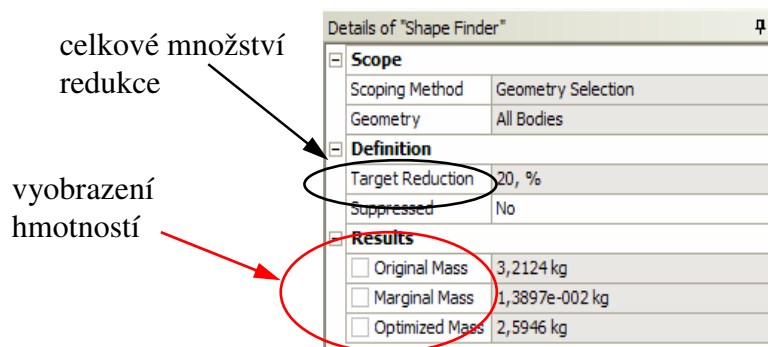 celkové množství
redukce
vyobrazení
hmotností
Details of "Shape Finder"
Scope
Scoping Method Geometry Selection
Geometry All Bodies
Definition
Target Reduction 20, %
Suppressed No
Results
Original Mass 3,2124 kg
Marginal Mass 1,3897e-002 kg
Optimized Mass 2,5946 kg